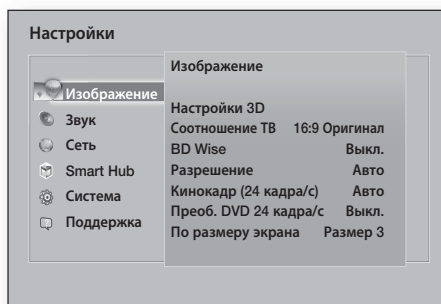 Настройки
Изображение
Звук
Сеть
Smart Hub
Система
Поддержка
Изображение
Настройки 3D
Соотношение ТВ 16:9 Оригинал
BD Wise Выкл.
Разрешение Авто
Кинокадр (24 кадра/с) Авто
Преоб. DVD 24 кадра/с Выкл.
По размеру экрана Размер 3